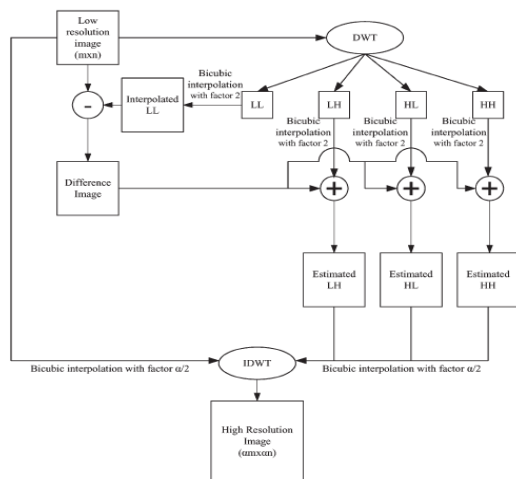 Low
resolution
image
(mxn)
DWT
Bicubic
interpolation
with factor 2
Interpolated
LL
LL
LH
HL
HH
Bicubic
interpolation
with factor 2
Bicubic
interpolation
with factor 2
Bicubic
interpolation
with factor 2
-
Difference
Image
+
+
+
Estimated
LH
Estimated
HL
Estimated
HH
Bicubic interpolation with factor α/2
IDWT
Bicubic interpolation with factor α/2
High Resolution
Image
(αmxαn)